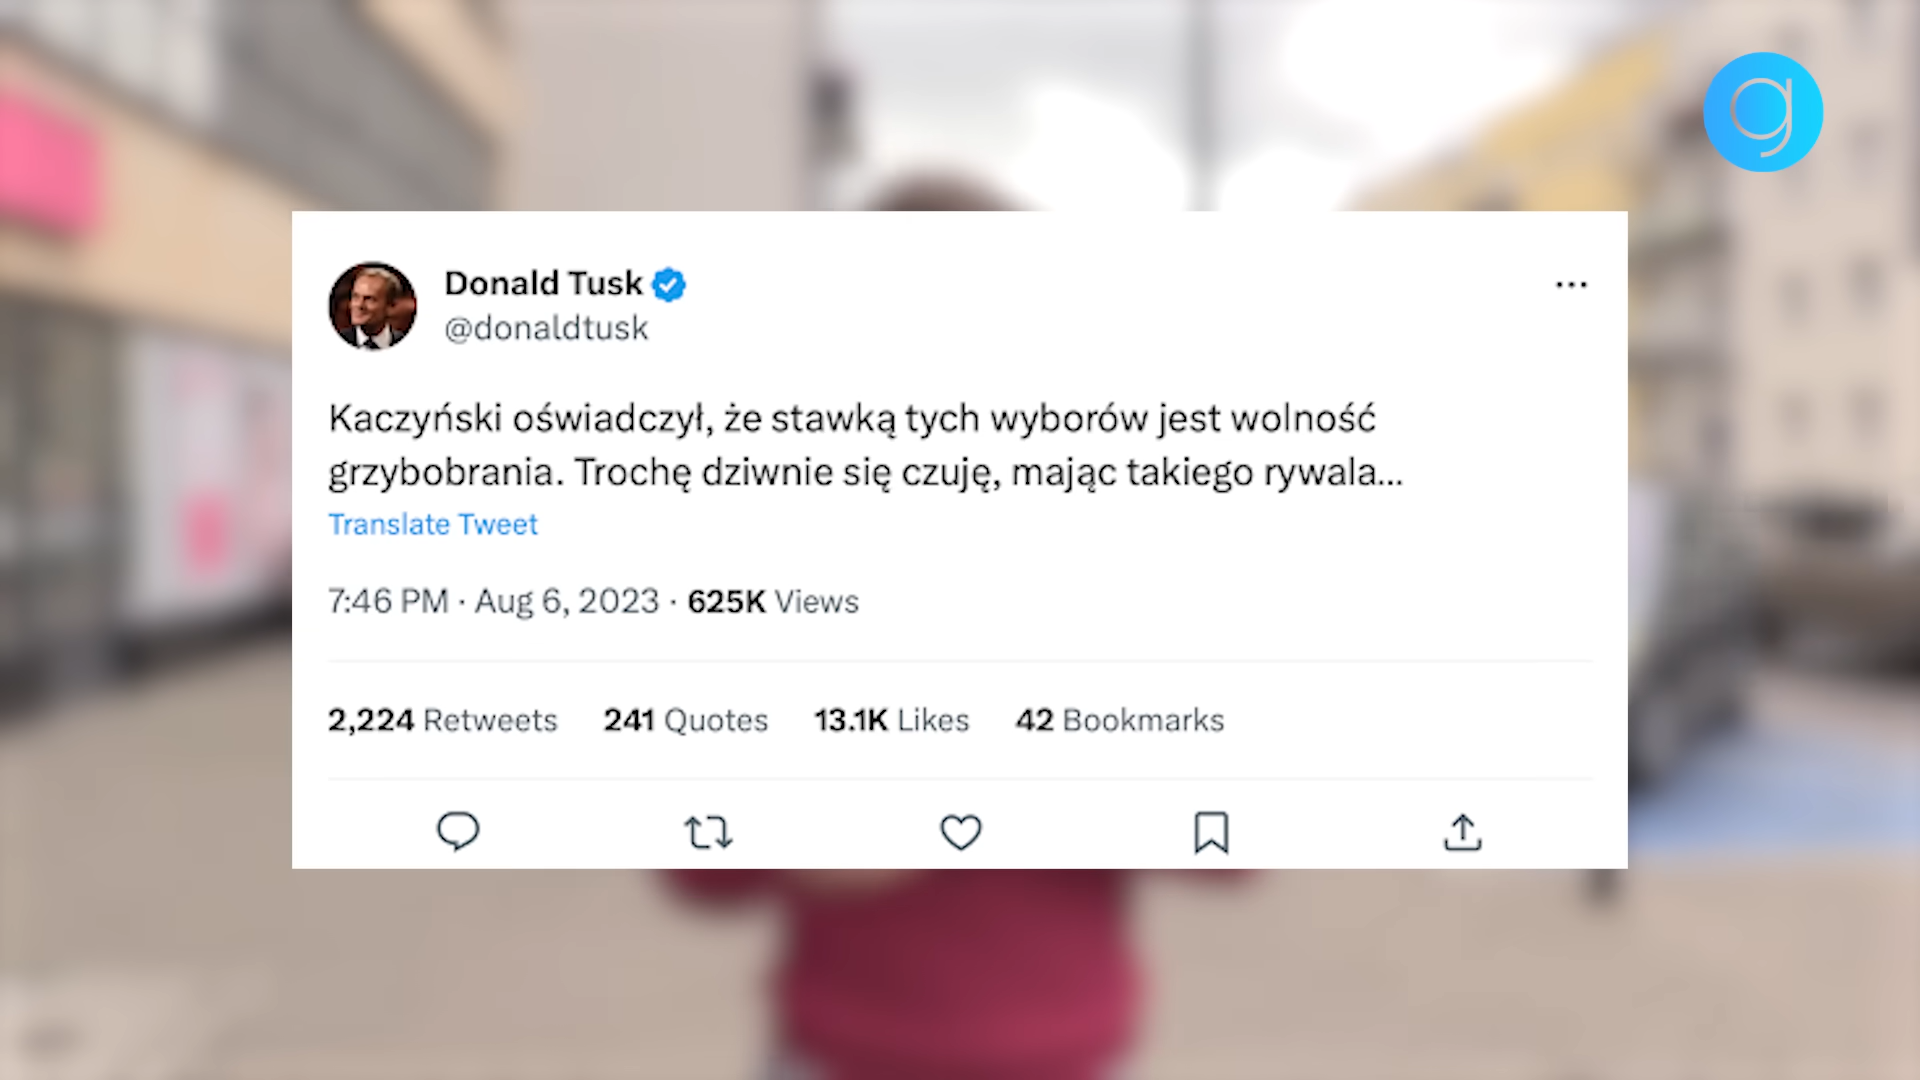 g
Donald Tusk
@donaldtusk
Kaczyński oświadczył, że stawką tych wyborów jest wolność
grzybobrania. Trochę dziwnie się czuję, mając takiego rywala...
Translate Tweet
7:46 PM · Aug 6, 2023 · 625K Views
2,224 Retweets 241 Quotes 13.1K Likes 42 Bookmarks